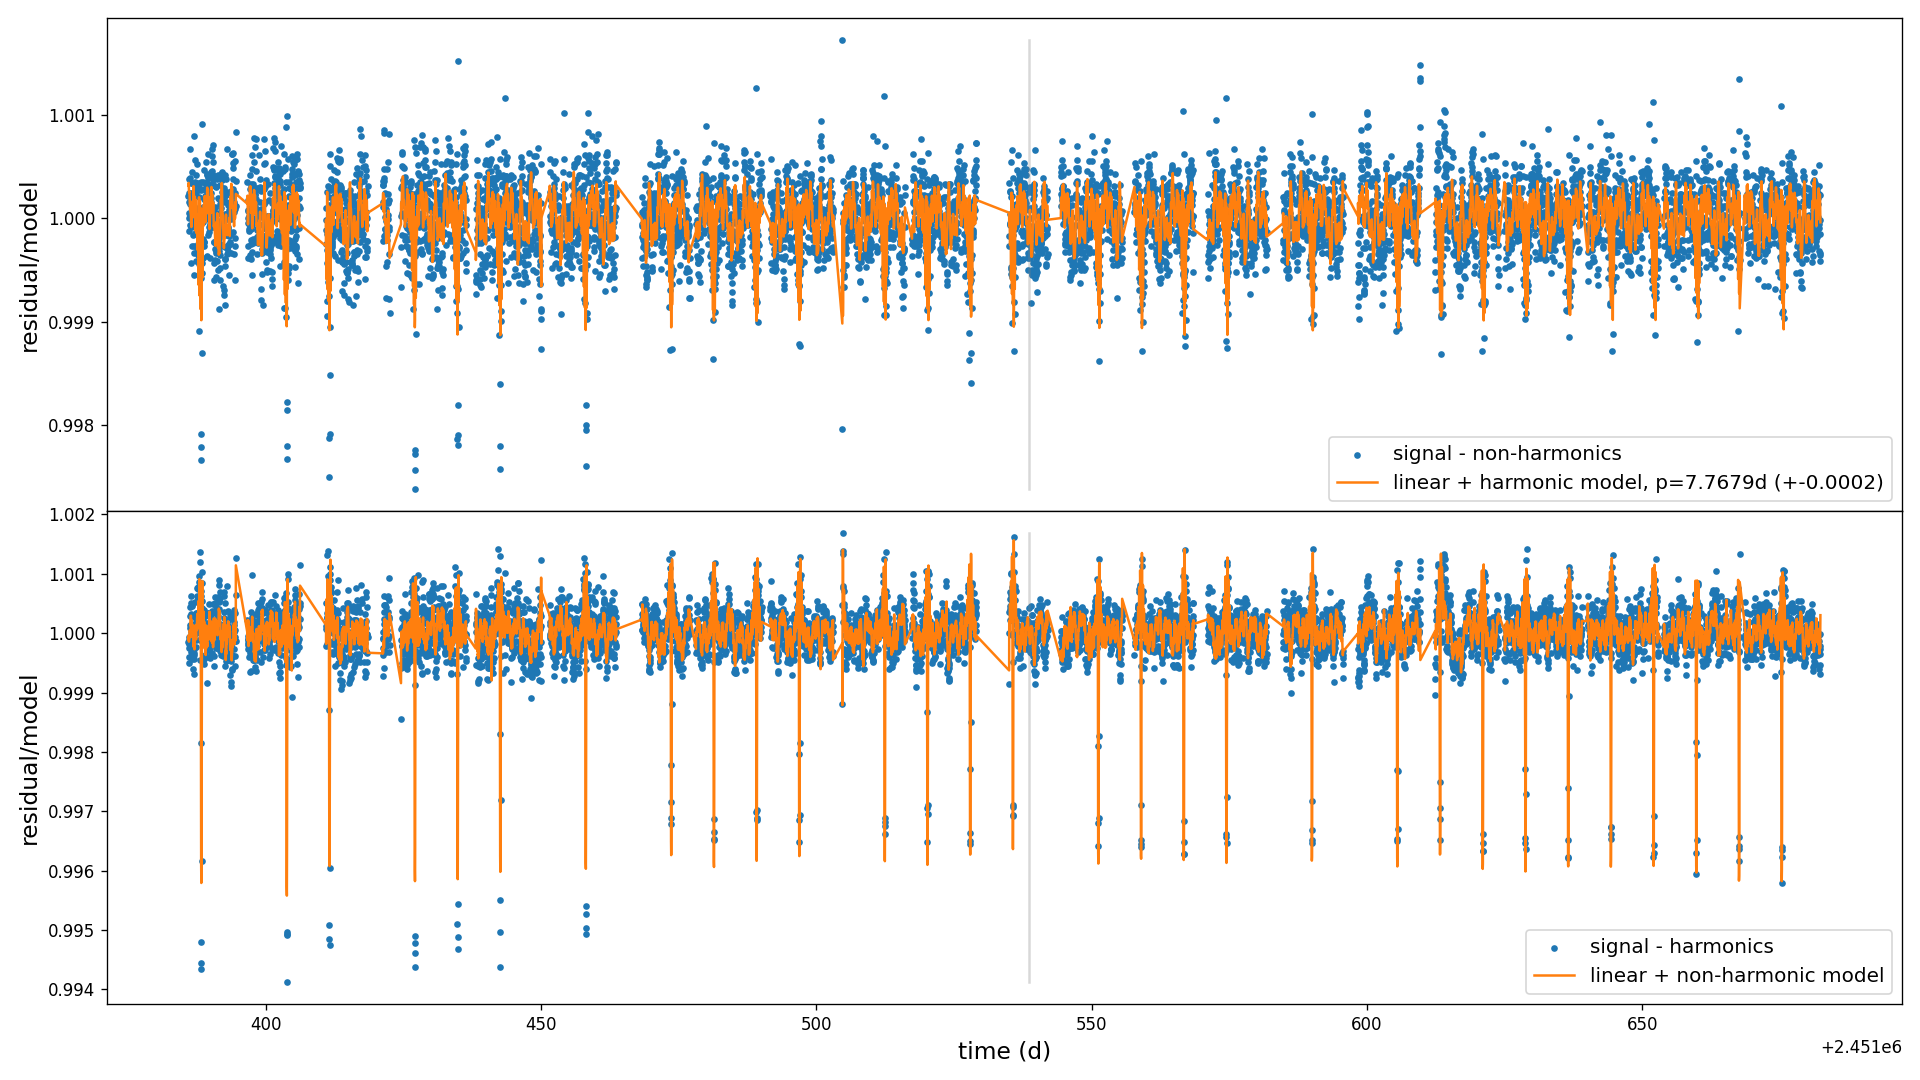 1.001
1.000
0.999
0.998
residual/model
signal - non-harmonics
linear + harmonic model, p=7.7679d (+-0.0002)
1.002
1.001
1.000
0.999
0.998
0.997
0.996
0.995
0.994
residual/model
signal - harmonics
linear + non-harmonic model
400
450
500
550
600
650
time (d)
+2.451e6